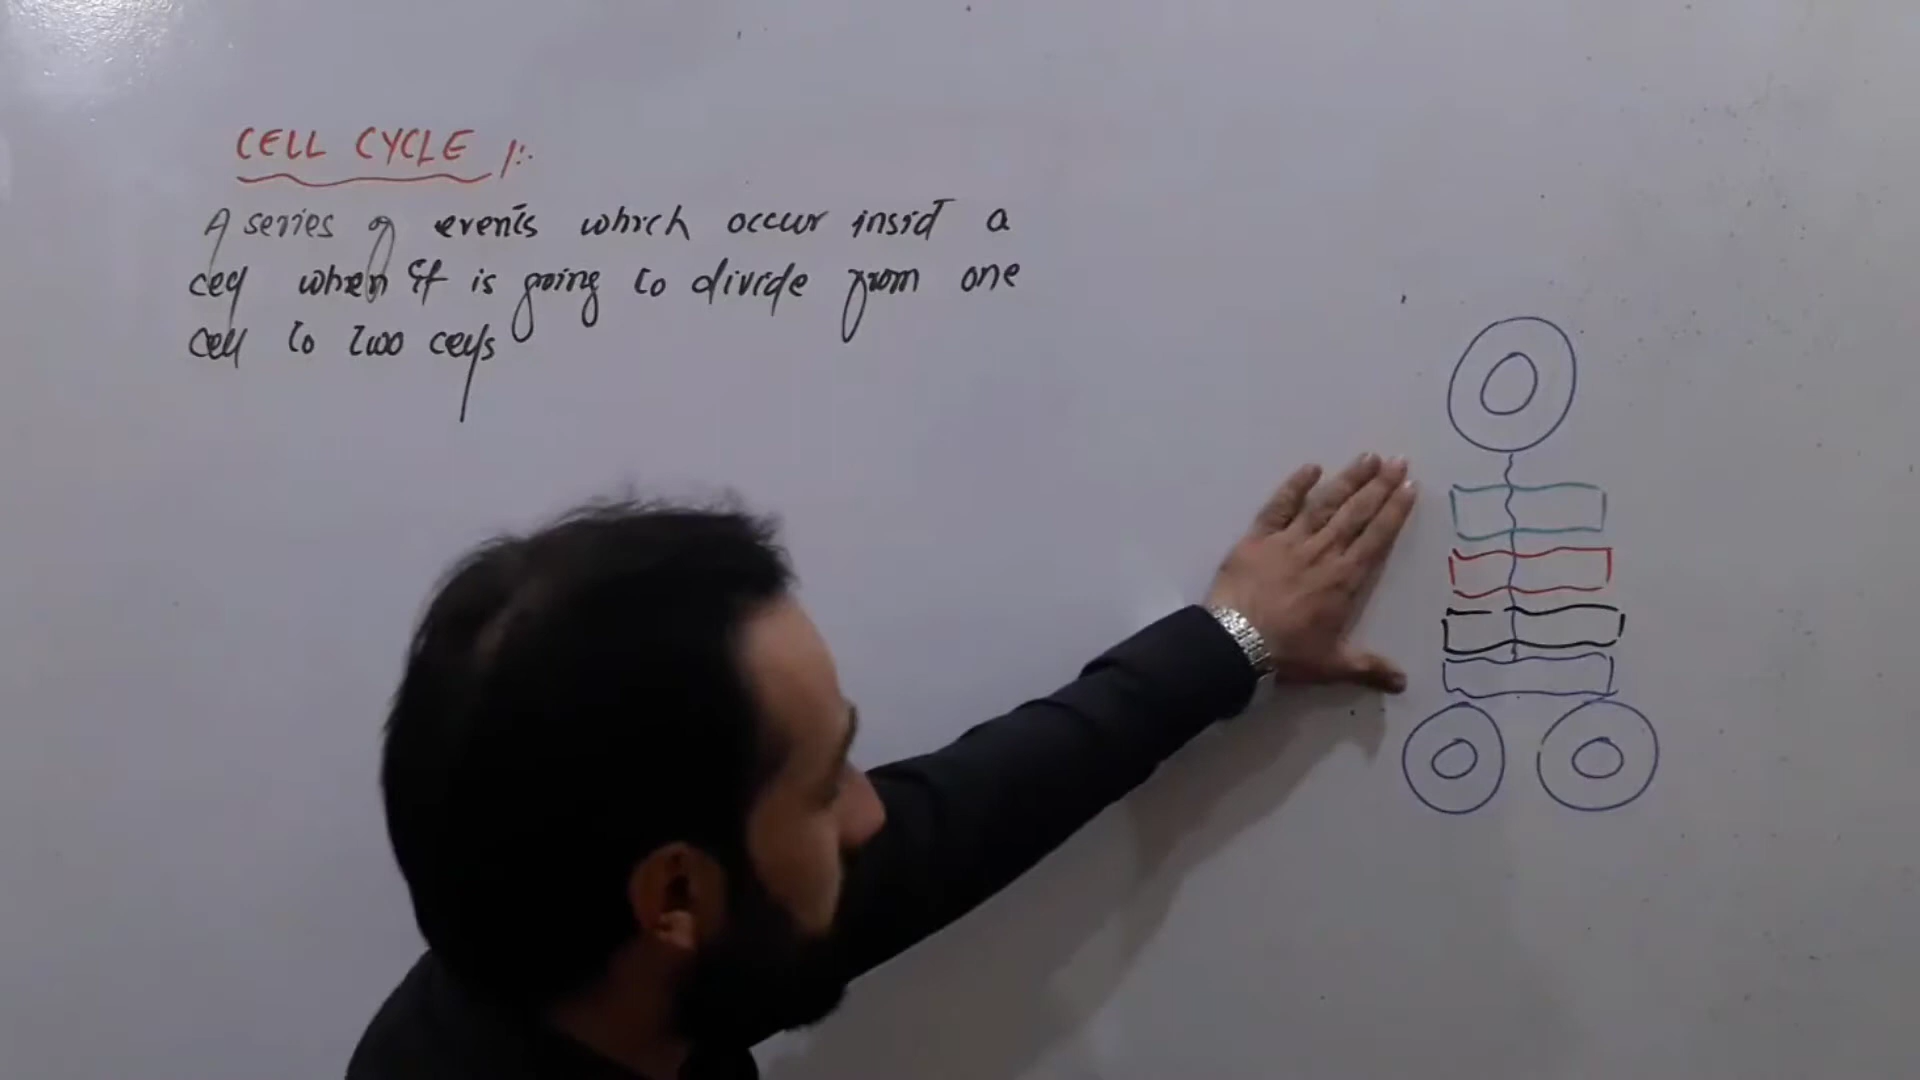 CELL CYCLE :-
A series of events which occur insid a
cell when it is going to divide from one
cell to two cells